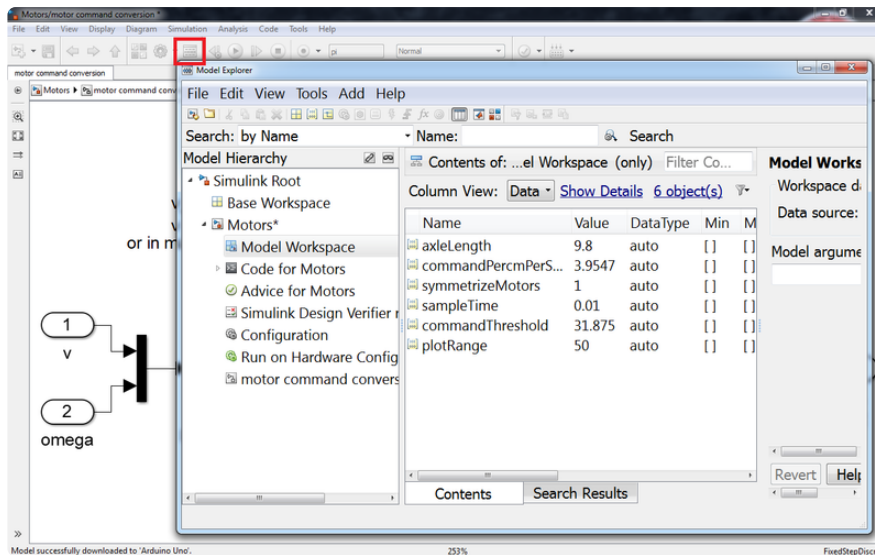 Motors/motor command conversion *
File Edit View Display Diagram Simulation Analysis Code Tools Help
pi Normal
motor command conversion
Motors motor command conv
v
v
or in m
1
v
2
omega
Model Explorer
File Edit View Tools Add Help
Search: by Name Name: Search
Model Hierarchy
Simulink Root
Base Workspace
Motors*
Model Workspace
Code for Motors
Advice for Motors
Simulink Design Verifier r
Configuration
Run on Hardware Config
motor command convers
Contents of: ...el Workspace (only) Filter Co...
Column View: Data Show Details 6 object(s)
Name Value DataType Min M
axleLength 9.8 auto [ ] [ ]
commandPercmPerS... 3.9547 auto [ ] [ ]
symmetrizeMotors 1 auto [ ] [ ]
sampleTime 0.01 auto [ ] [ ]
commandThreshold 31.875 auto [ ] [ ]
plotRange 50 auto [ ] [ ]
Contents Search Results
Model Works
Workspace da
Data source:
Model argume
Revert Help
Model successfully downloaded to 'Arduino Uno'. 253% FixedStepDisc